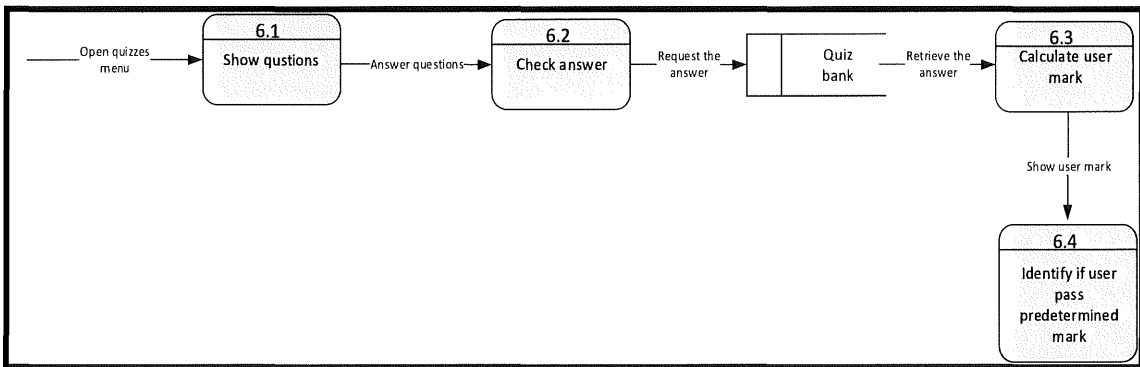 6.1
Show qustions
Open quizzes
menu
Answer questions
6.2
Check answer
Request the
answer
Quiz
bank
Retrieve the
answer
6.3
Calculate user
mark
Show user mark
6.4
Identify if user
pass
predetermined
mark